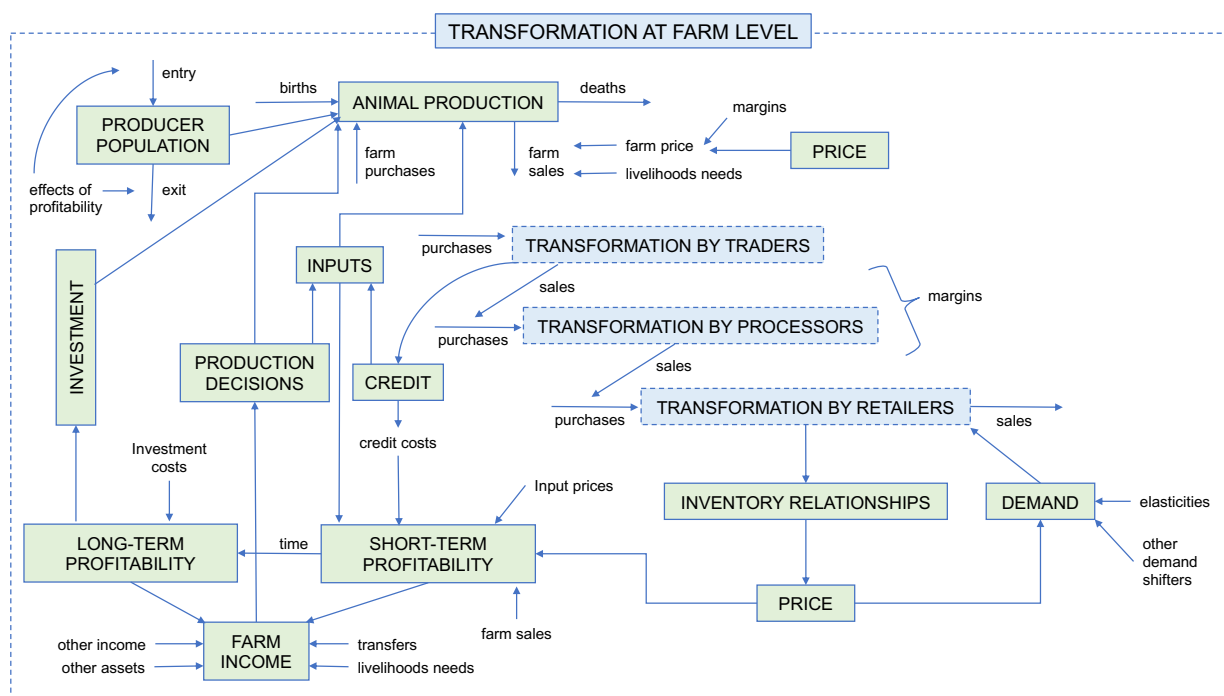 TRANSFORMATION AT FARM LEVEL
entry
births
ANIMAL PRODUCTION
deaths
margins
PRODUCER
POPULATION
farm
purchases
farm
sales
farm price
livelihoods needs
PRICE
effects of
profitability
exit
purchases
TRANSFORMATION BY TRADERS
INPUTS
sales
margins
INVESTMENT
purchases
TRANSFORMATION BY PROCESSORS
PRODUCTION
DECISIONS
CREDIT
sales
purchases
TRANSFORMATION BY RETAILERS
sales
credit costs
Investment
costs
Input prices
INVENTORY RELATIONSHIPS
DEMAND
elasticities
LONG-TERM
PROFITABILITY
time
SHORT-TERM
PROFITABILITY
other
demand
shifters
PRICE
farm sales
other income
other assets
FARM
INCOME
transfers
livelihoods needs